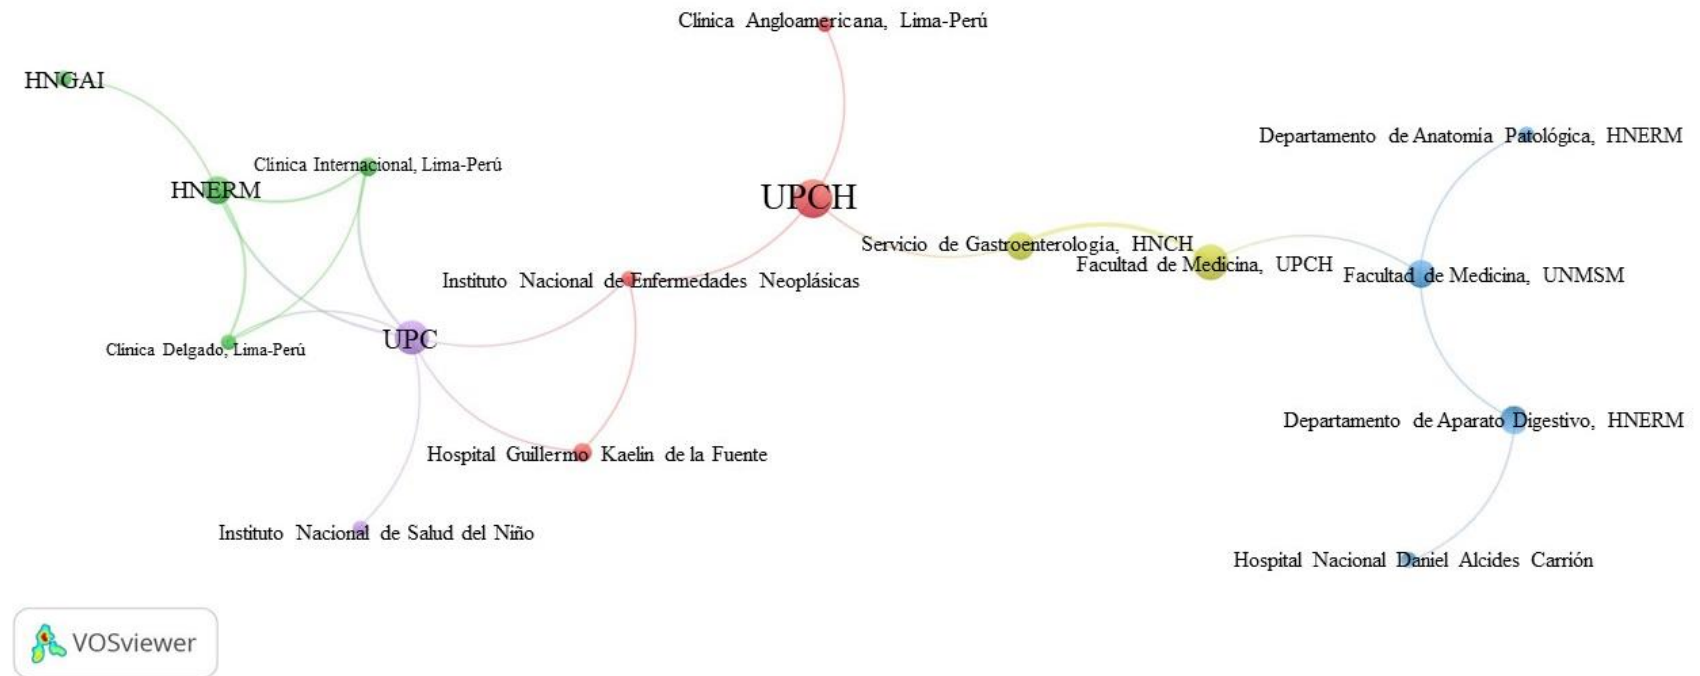 Clínica Angloamericana, Lima-Perú
HNGAI
Departamento de Anatomía Patológica, HNERM
Clínica Internacional, Lima-Perú
HNERM
UPCH
Servicio de Gastroenterología, HNCH
Facultad de Medicina, UPCH
Facultad de Medicina, UNMSM
Instituto Nacional de Enfermedades Neoplásicas
UPC
Clínica Delgado, Lima-Perú
Departamento de Aparato Digestivo, HNERM
Hospital Guillermo Kaelin de la Fuente
Instituto Nacional de Salud del Niño
Hospital Nacional Daniel Alcides Carrión
VOSviewer